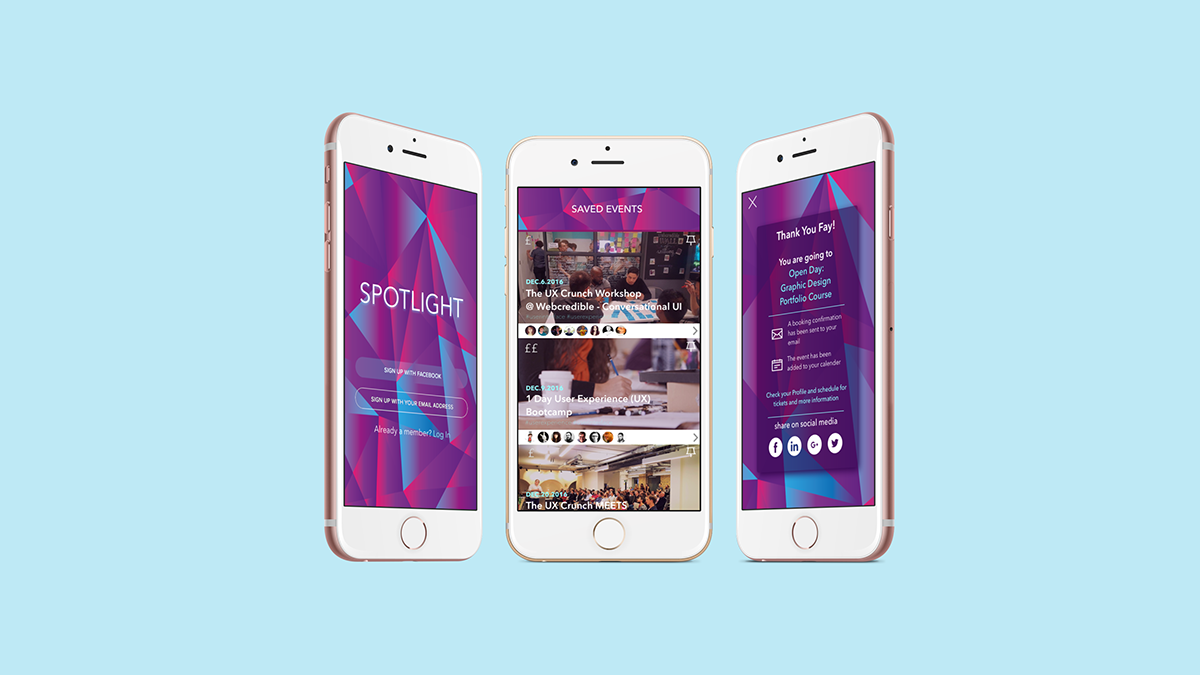 SPOTLIGHT
SIGN UP WITH FACEBOOK
SIGN UP WITH YOUR EMAIL ADDRESS
Already a member? Log In
SAVED EVENTS
£
DEC.6.2016
The UX Crunch Workshop
@ Webcredible - Conversational UI
££
DEC.9.2016
1 Day User Experience (UX)
Bootcamp
£
DEC.20.2016
The UX Crunch MEETS
X
Thank You Fay!
You are going to
Open Day:
Graphic Design
Portfolio Course
A booking confirmation
has been sent to your
email
The event has been
added to your calender
Check your Profile and schedule for
tickets and more information
share on social media
f
in
G+